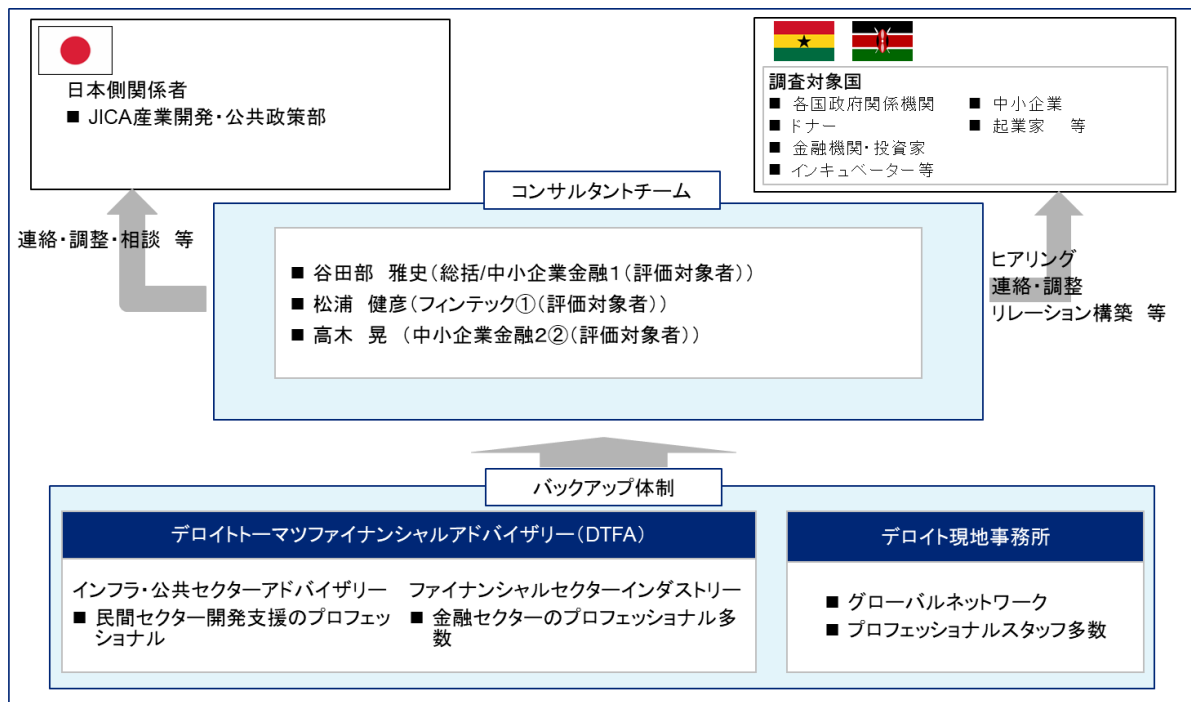 日本側関係者
■ JICA産業開発・公共政策部
調査対象国
■ 各国政府関係機関
■ ドナー
■ 金融機関・投資家
■ インキュベーター等
■ 中小企業
■ 起業家 等
コンサルタントチーム
連絡・調整・相談 等
■ 谷田部 雅史(総括/中小企業金融1(評価対象者))
■ 松浦 健彦(フィンテック①(評価対象者))
■ 高木 晃 (中小企業金融2②(評価対象者))
ヒアリング
連絡・調整
リレーション構築 等
バックアップ体制
デロイトトーマツファイナンシャルアドバイザリー(DTFA)
インフラ・公共セクターアドバイザリー
■ 民間セクター開発支援のプロフェッ
ショナル
ファイナンシャルセクターインダストリー
■ 金融セクターのプロフェッショナル多
数
デロイト現地事務所
■ グローバルネットワーク
■ プロフェッショナルスタッフ多数